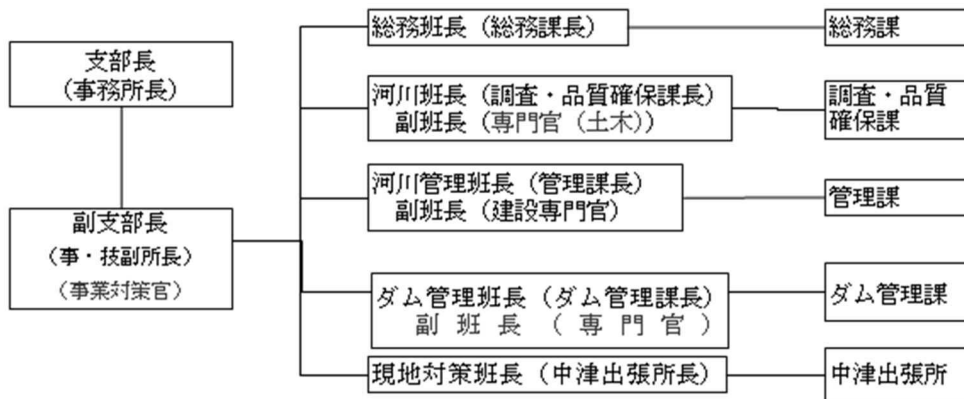 支部長
(事務所長)
副支部長
(事・技副所長)
(事業対策官)
総務班長(総務課長)
総務課
河川班長(調査・品質確保課長)
副班長(専門官(土木))
調査・品質
確保課
河川管理班長(管理課長)
副班長(建設専門官)
管理課
ダム管理班長(ダム管理課長)
副班長(専門官)
ダム管理課
現地対策班長(中津出張所長)
中津出張所